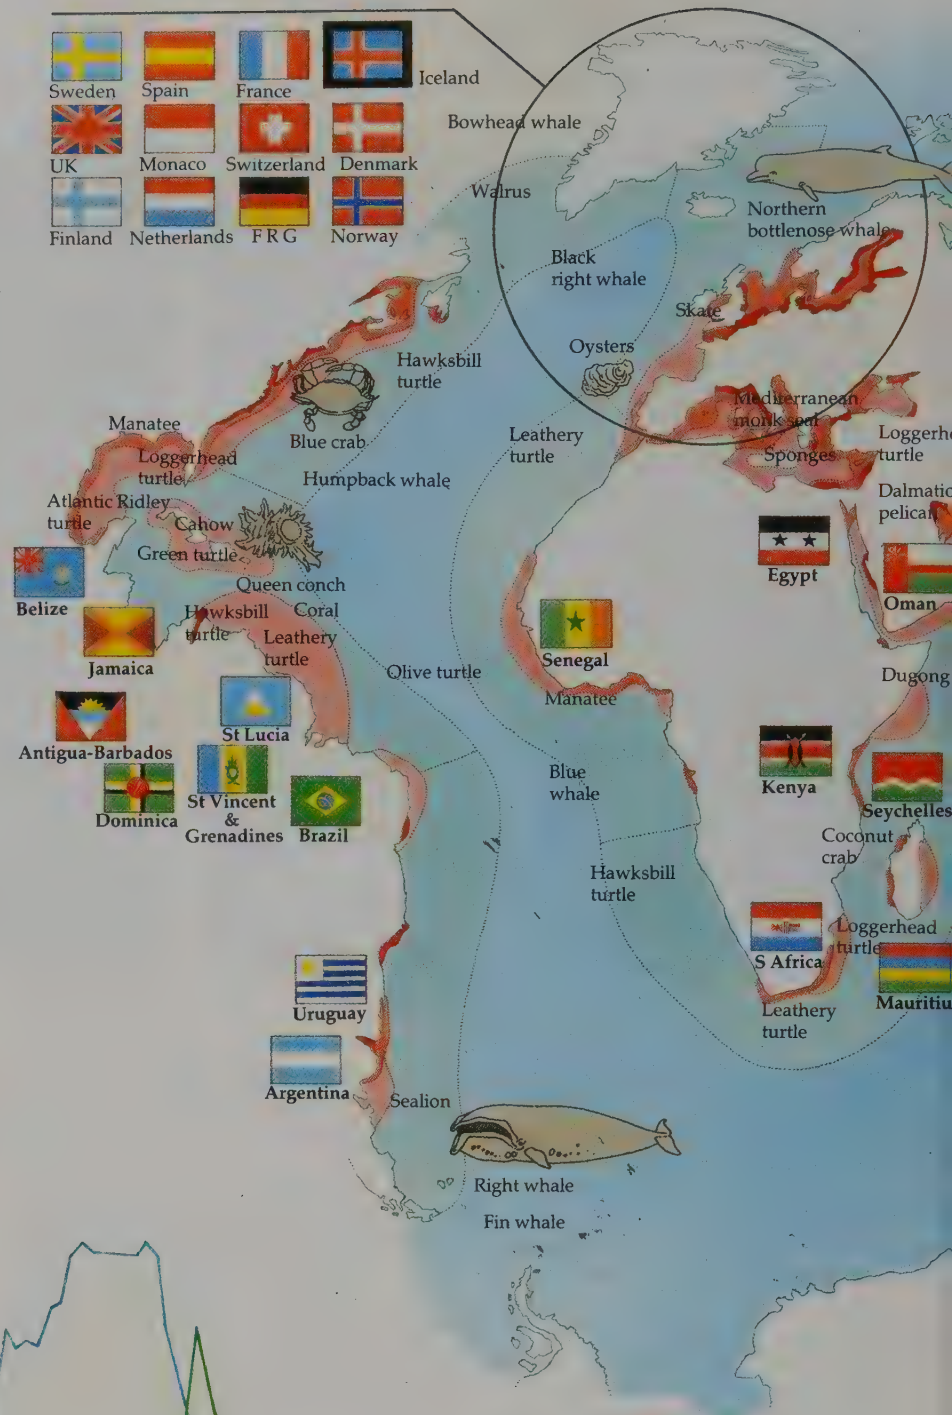 Sweden
Spain
France
Iceland
UK
Monaco
Switzerland
Denmark
Finland
Netherlands
F R G
Norway
Bowhead whale
Walrus
Northern
bottlenose whale
Black
right whale
Skate
Oysters
Hawksbill
turtle
Mediterranean
monk seal
Blue crab
Manatee
Leathery
turtle
Sponges
Loggerhe
turtle
Loggerhead
turtle
Humpback whale
Atlantic Ridley
turtle
Cahow
Dalmatic
pelican
Green turtle
Queen conch
Egypt
Belize
Hawksbill
turtle
Coral
Oman
Leathery
turtle
Jamaica
Senegal
Olive turtle
Dugong
Manatee
St Lucia
Antigua-Barbados
Blue
whale
Kenya
Dominica
St Vincent
&
Grenadines
Brazil
Seychelles
Coconut
crab
Hawksbill
turtle
Loggerhead
turtle
S Africa
Uruguay
Mauritiu
Leathery
turtle
Argentina
Sealion
Right whale
Fin whale